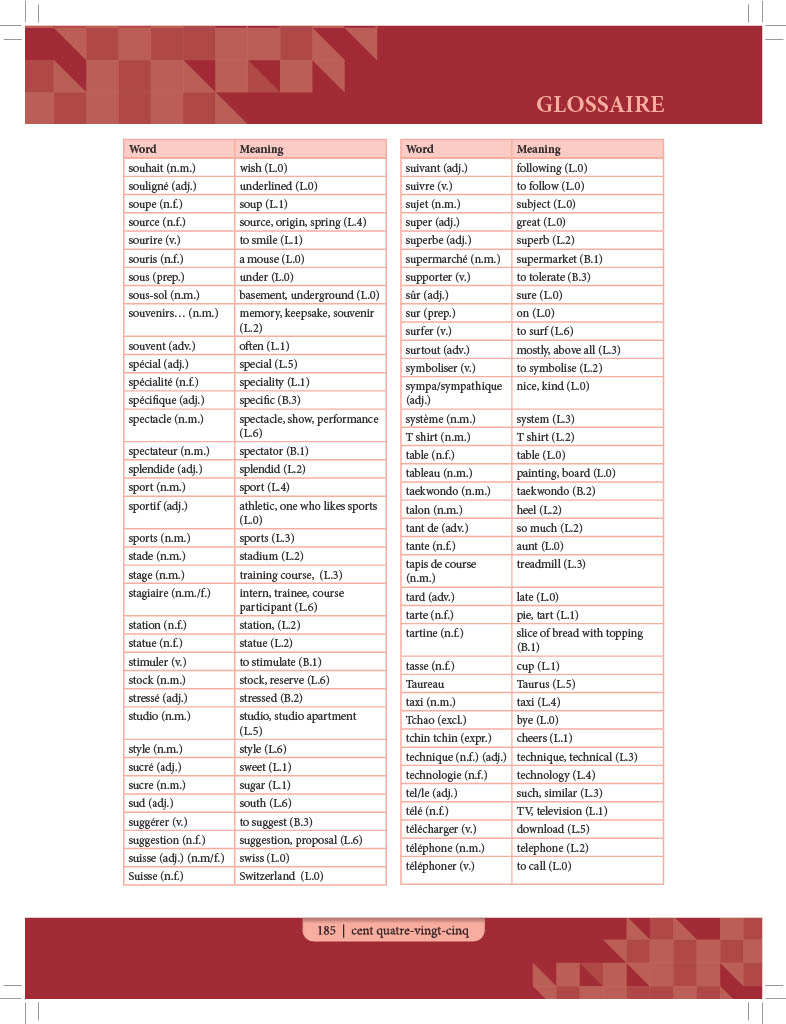 GLOSSAIRE
Word Meaning
souhait (n.m.) wish (L.0)
souligné (adj.) underlined (L.0)
soupe (n.f.) soup (L.1)
source (n.f.) source, origin, spring (L.4)
sourire (v.) to smile (L.1)
souris (n.f.) a mouse (L.0)
sous (prep.) under (L.0)
sous-sol (n.m.) basement, underground (L.0)
souvenirs… (n.m.) memory, keepsake, souvenir
(L.2)
souvent (adv.) often (L.1)
spécial (adj.) special (L.5)
spécialité (n.f.) speciality (L.1)
spécifique (adj.) specific (B.3)
spectacle (n.m.) spectacle, show, performance
(L.6)
spectateur (n.m.) spectator (B.1)
splendide (adj.) splendid (L.2)
sport (n.m.) sport (L.4)
sportif (adj.) athletic, one who likes sports
(L.0)
sports (n.m.) sports (L.3)
stade (n.m.) stadium (L.2)
stage (n.m.) training course, (L.3)
stagiaire (n.m./f.) intern, trainee, course
participant (L.6)
station (n.f.) station, (L.2)
statue (n.f.) statue (L.2)
stimuler (v.) to stimulate (B.1)
stock (n.m.) stock, reserve (L.6)
stressé (adj.) stressed (B.2)
studio (n.m.) studio, studio apartment
(L.5)
style (n.m.) style (L.6)
sucré (adj.) sweet (L.1)
sucre (n.m.) sugar (L.1)
sud (adj.) south (L.6)
suggérer (v.) to suggest (B.3)
suggestion (n.f.) suggestion, proposal (L.6)
suisse (adj.) (n.m/f.) swiss (L.0)
Suisse (n.f.) Switzerland (L.0)
Word Meaning
suivant (adj.) following (L.0)
suivre (v.) to follow (L.0)
sujet (n.m.) subject (L.0)
super (adj.) great (L.0)
superbe (adj.) superb (L.2)
supermarché (n.m.) supermarket (B.1)
supporter (v.) to tolerate (B.3)
sûr (adj.) sure (L.0)
sur (prep.) on (L.0)
surfer (v.) to surf (L.6)
surtout (adv.) mostly, above all (L.3)
symboliser (v.) to symbolise (L.2)
sympa/sympathique nice, kind (L.0)
(adj.)
système (n.m.) system (L.3)
T shirt (n.m.) T shirt (L.2)
table (n.f.) table (L.0)
tableau (n.m.) painting, board (L.0)
taekwondo (n.m.) taekwondo (B.2)
talon (n.m.) heel (L.2)
tant de (adv.) so much (L.2)
tante (n.f.) aunt (L.0)
tapis de course treadmill (L.3)
(n.m.)
tard (adv.) late (L.0)
tarte (n.f.) pie, tart (L.1)
tartine (n.f.) slice of bread with topping
(B.1)
tasse (n.f.) cup (L.1)
Taureau Taurus (L.5)
taxi (n.m.) taxi (L.4)
Tchao (excl.) bye (L.0)
tchin tchin (expr.) cheers (L.1)
technique (n.f.) (adj.) technique, technical (L.3)
technologie (n.f.) technology (L.4)
tel/le (adj.) such, similar (L.3)
télé (n.f.) TV, television (L.1)
télécharger (v.) download (L.5)
téléphone (n.m.) telephone (L.2)
téléphoner (v.) to call (L.0)
185 | cent quatre-vingt-cinq